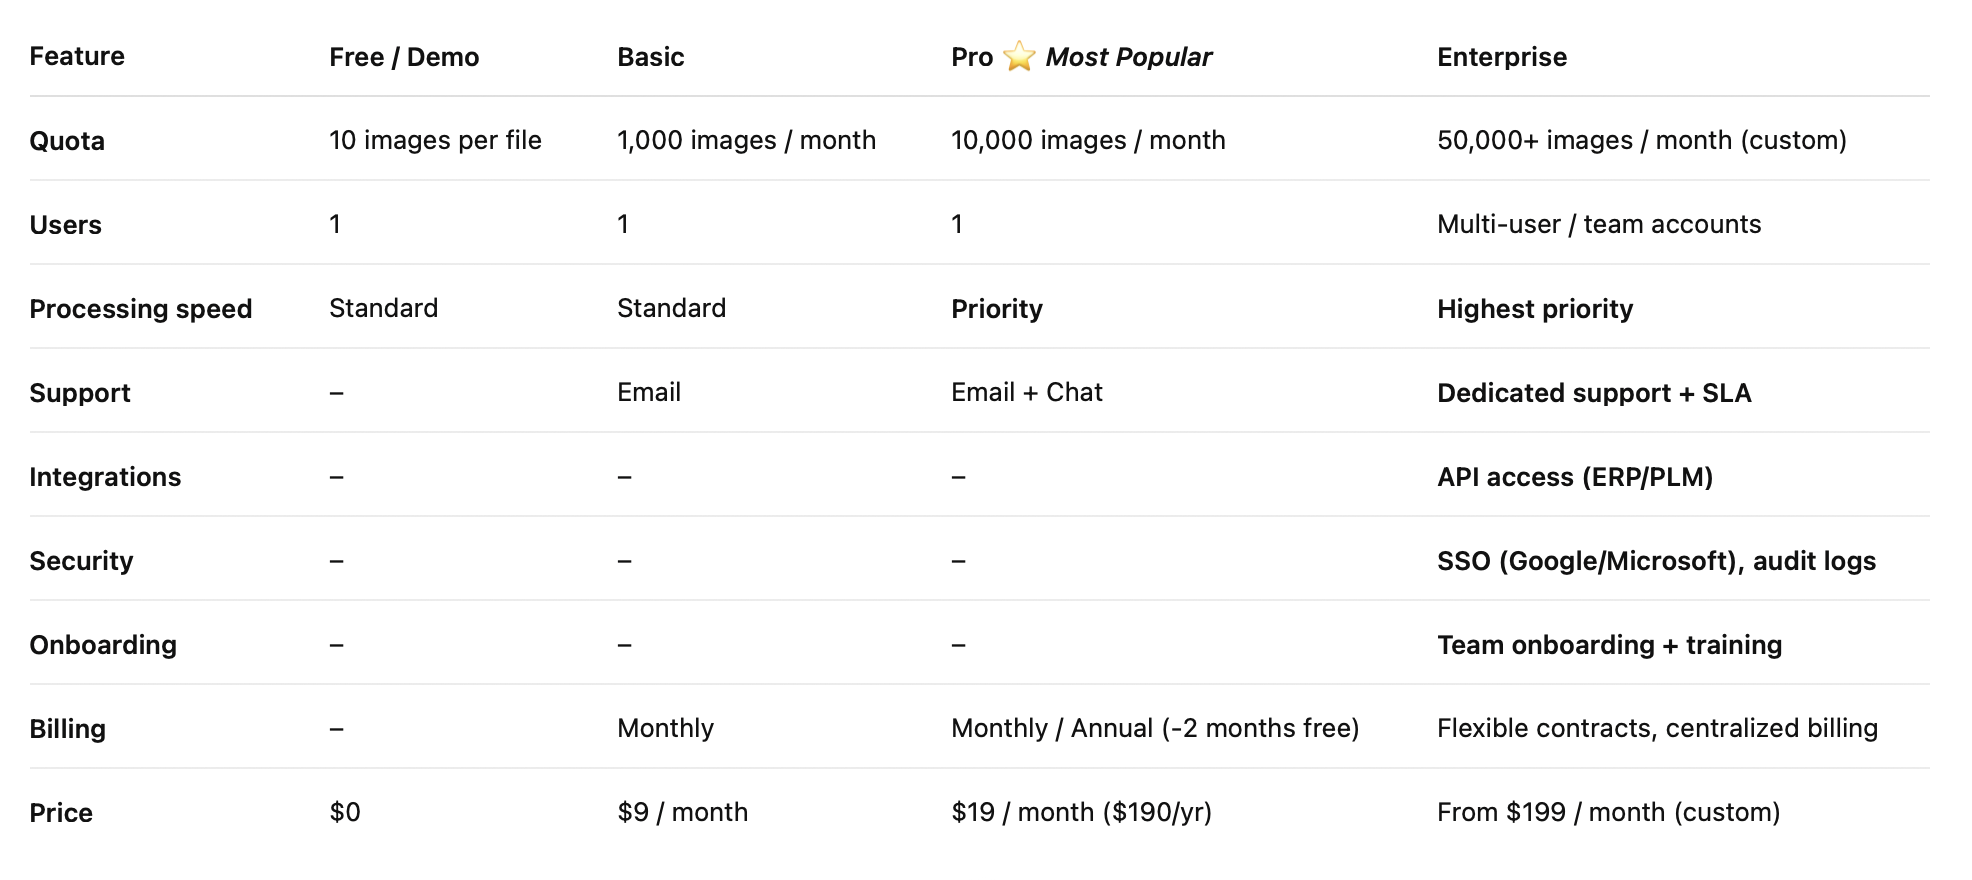 Feature Free / Demo Basic Pro ⭐ Most Popular Enterprise
Quota 10 images per file 1,000 images / month 10,000 images / month 50,000+ images / month (custom)
Users 1 1 1 Multi-user / team accounts
Processing speed Standard Standard Priority Highest priority
Support – Email Email + Chat Dedicated support + SLA
Integrations – – – API access (ERP/PLM)
Security – – – SSO (Google/Microsoft), audit logs
Onboarding – – – Team onboarding + training
Billing – Monthly Monthly / Annual (-2 months free) Flexible contracts, centralized billing
Price $0 $9 / month $19 / month ($190/yr) From $199 / month (custom)